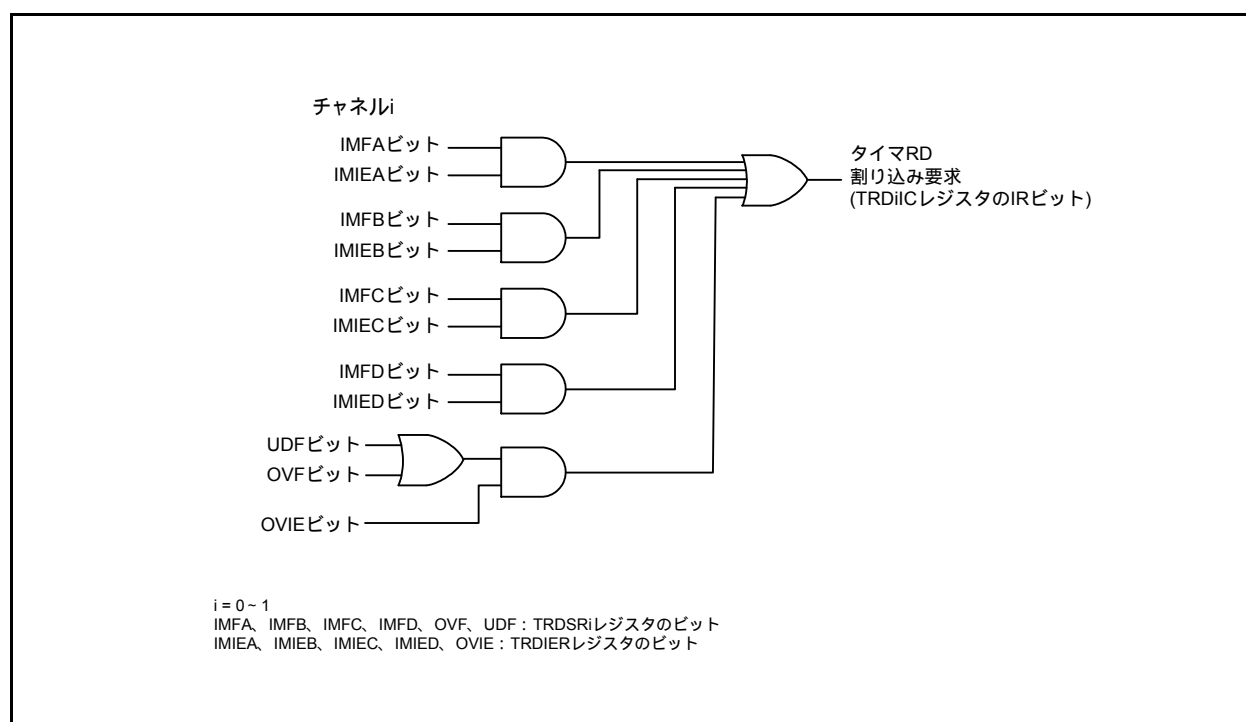 チャネルi
IMFAビット
IMIEAビット
IMFBビット
IMIEBビット
IMFCビット
IMIECビット
IMFDビット
IMIEDビット
UDFビット
OVFビット
OVIEビット
タイマRD
割り込み要求
(TRDiICレジスタのIRビット)
i = 0~1
IMFA、IMFB、IMFC、IMFD、OVF、UDF：TRDSRiレジスタのビット
IMIEA、IMIEB、IMIEC、IMIED、OVIE：TRDIERレジスタのビット